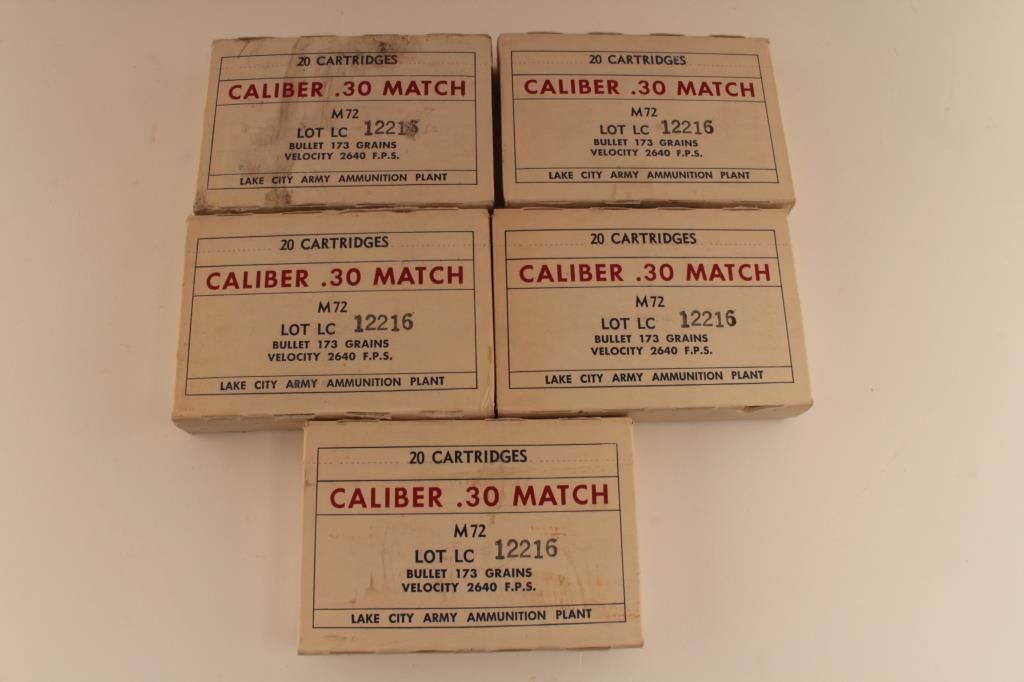 20 CARTRIDGES
CALIBER .30 MATCH
M72
LOT LC 12216
BULLET 173 GRAINS
VELOCITY 2640 F.P.S.
LAKE CITY ARMY AMMUNITION PLANT
20 CARTRIDGES
CALIBER .30 MATCH
M72
LOT LC 12216
BULLET 173 GRAINS
VELOCITY 2640 F.P.S.
LAKE CITY ARMY AMMUNITION PLANT
20 CARTRIDGES
CALIBER .30 MATCH
M72
LOT LC 12216
BULLET 173 GRAINS
VELOCITY 2640 F.P.S.
LAKE CITY ARMY AMMUNITION PLANT
20 CARTRIDGES
CALIBER .30 MATCH
M72
LOT LC 12216
BULLET 173 GRAINS
VELOCITY 2640 F.P.S.
LAKE CITY ARMY AMMUNITION PLANT
20 CARTRIDGES
CALIBER .30 MATCH
M72
LOT LC 12216
BULLET 173 GRAINS
VELOCITY 2640 F.P.S.
LAKE CITY ARMY AMMUNITION PLANT